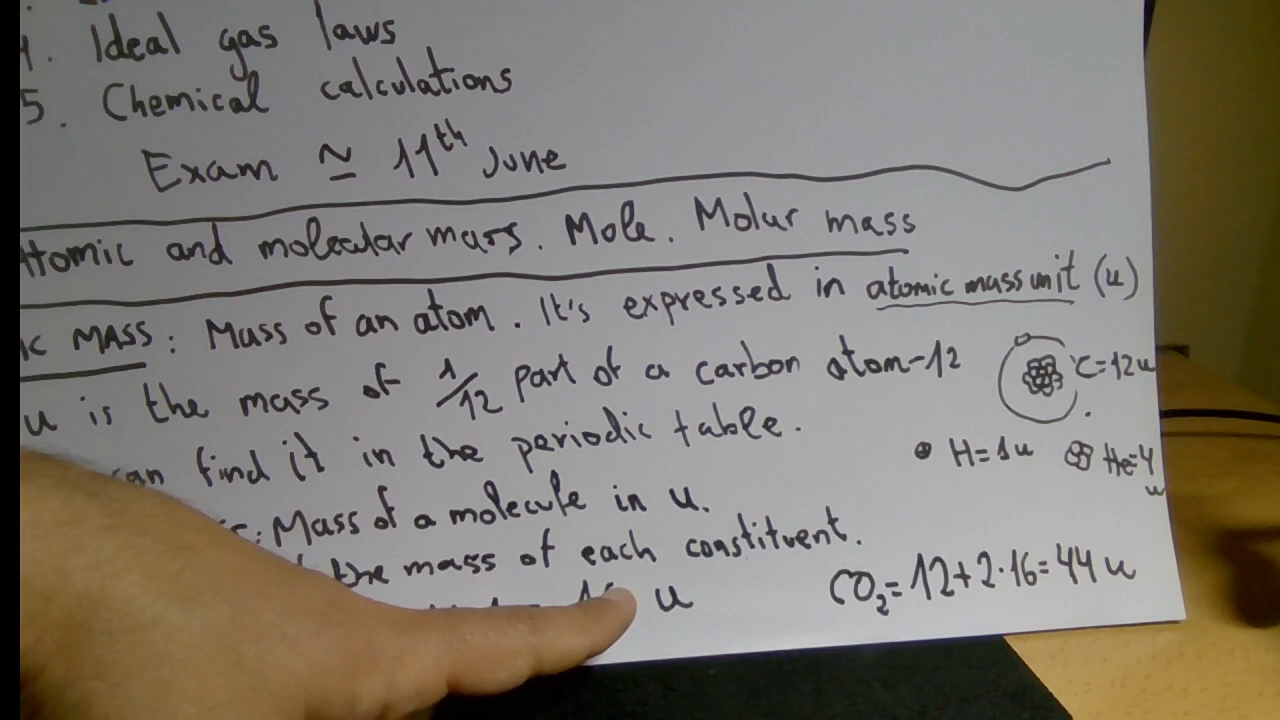 4. Ideal gas laws
5. Chemical calculations
Exam ≃ 11th June
Atomic and molecular mass. Mole. Molar mass
IC MASS: Mass of an atom. It's expressed in atomic mass unit (u)
u is the mass of 1/12 part of a carbon atom-12
C=12u
can find it in the periodic table.
H=1u He=4u
Mass of a molecule in u.
the mass of each constituent.
u
CO₂=12+2·16=44u